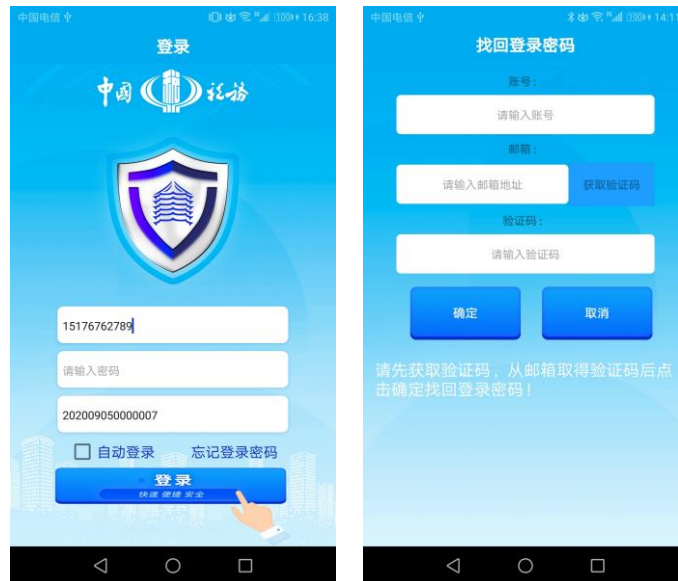 中国电信 16:38
登录
中國 税務
15176762789
请输入密码
202009050000007
自动登录 忘记登录密码
登录
快速 便捷 安全
中国电信 14:11
找回登录密码
账号：
请输入账号
邮箱：
请输入邮箱地址 获取验证码
验证码：
请输入验证码
确定 取消
请先获取验证码，从邮箱取得验证码后点
击确定找回登录密码！